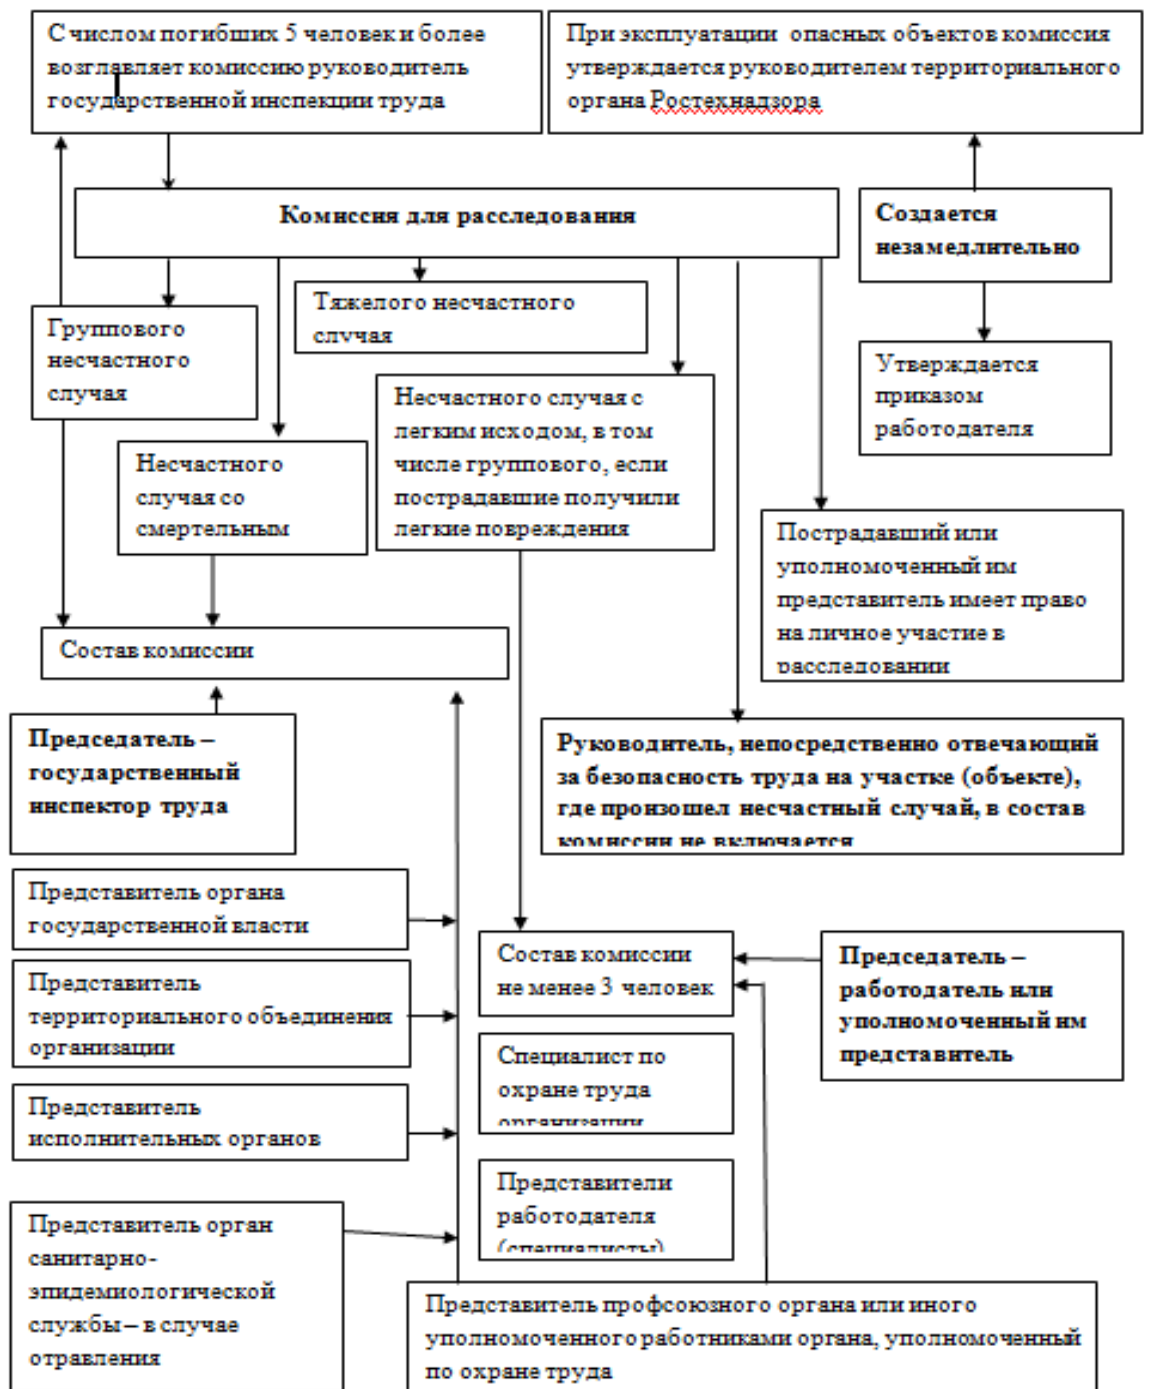 С числом погибших 5 человек и более
возглавляет комиссию руководитель
государственной инспекции труда
При эксплуатации опасных объектов комиссия
утверждается руководителем территориального
органа Ростехнадзора
Комиссия для расследования
Создается
незамедлительно
Тяжелого несчастного
случая
Группового
несчастного
случая
Утверждается
приказом
работодателя
Несчастного случая с
легким исходом, в том
числе группового, если
пострадавшие получили
легкие повреждения
Несчастного
случая со
смертельным
Пострадавший или
уполномоченный им
представитель имеет право
на личное участие в
расследовании
Состав комиссии
Председатель –
государственный
инспектор труда
Руководитель, непосредственно отвечающий
за безопасность труда на участке (объекте),
где произошел несчастный случай, в состав
комиссии не включается
Представитель органа
государственной власти
Состав комиссии
не менее 3 человек
Председатель –
работодатель или
уполномоченный им
представитель
Представитель
территориального объединения
организации
Специалист по
охране труда
организации
Представитель
исполнительных органов
Представители
работодателя
(специалисты)
Представитель орган
санитарно-
эпидемиологической
службы – в случае
отравления
Представитель профсоюзного органа или иного
уполномоченного работниками органа, уполномоченный
по охране труда